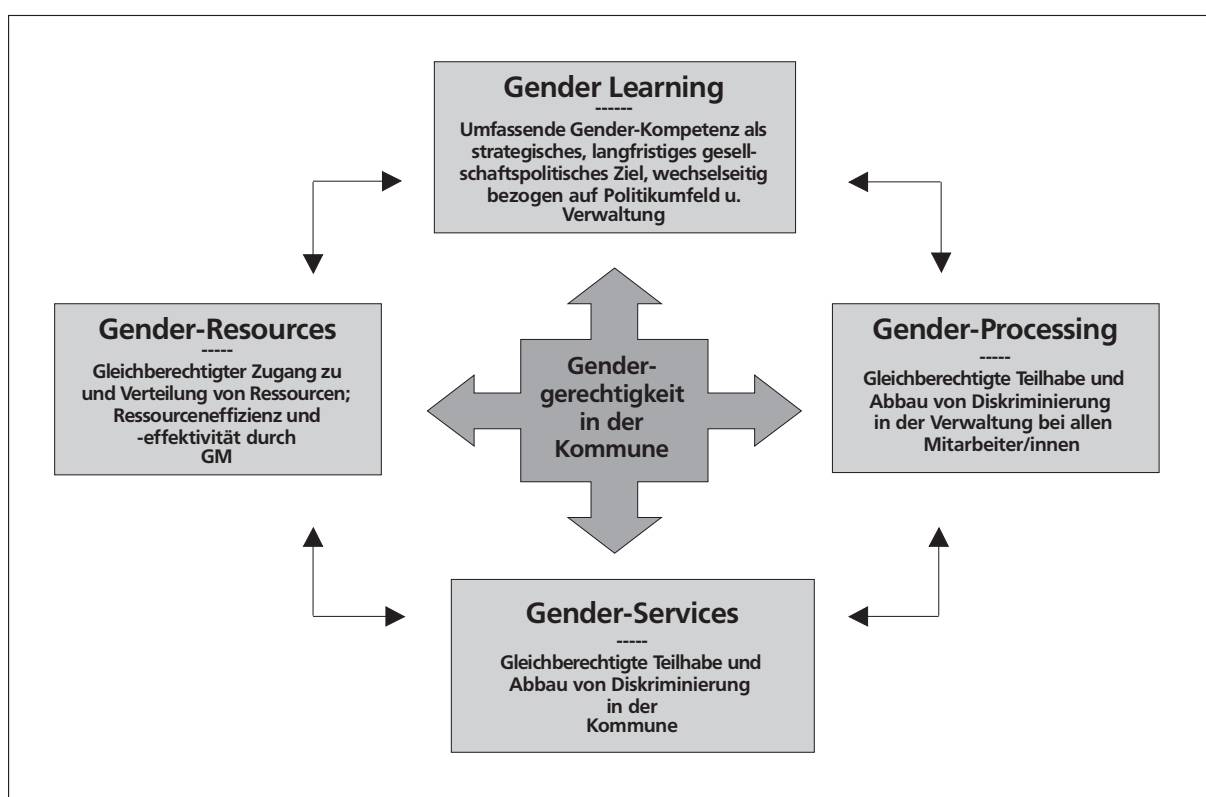 Gender Learning
------
Umfassende Gender-Kompetenz als
strategisches, langfristiges gesell-
schaftspolitisches Ziel, wechselseitig
bezogen auf Politikumfeld u.
Verwaltung
Gender-Resources
-----
Gleichberechtigter Zugang zu
und Verteilung von Ressourcen;
Ressourceneffizienz und
-effektivität durch
GM
Gender-
gerechtigkeit
in der
Kommune
Gender-Processing
-----
Gleichberechtigte Teilhabe und
Abbau von Diskriminierung
in der Verwaltung bei allen
Mitarbeiter/innen
Gender-Services
-----
Gleichberechtigte Teilhabe und
Abbau von Diskriminierung
in der
Kommune